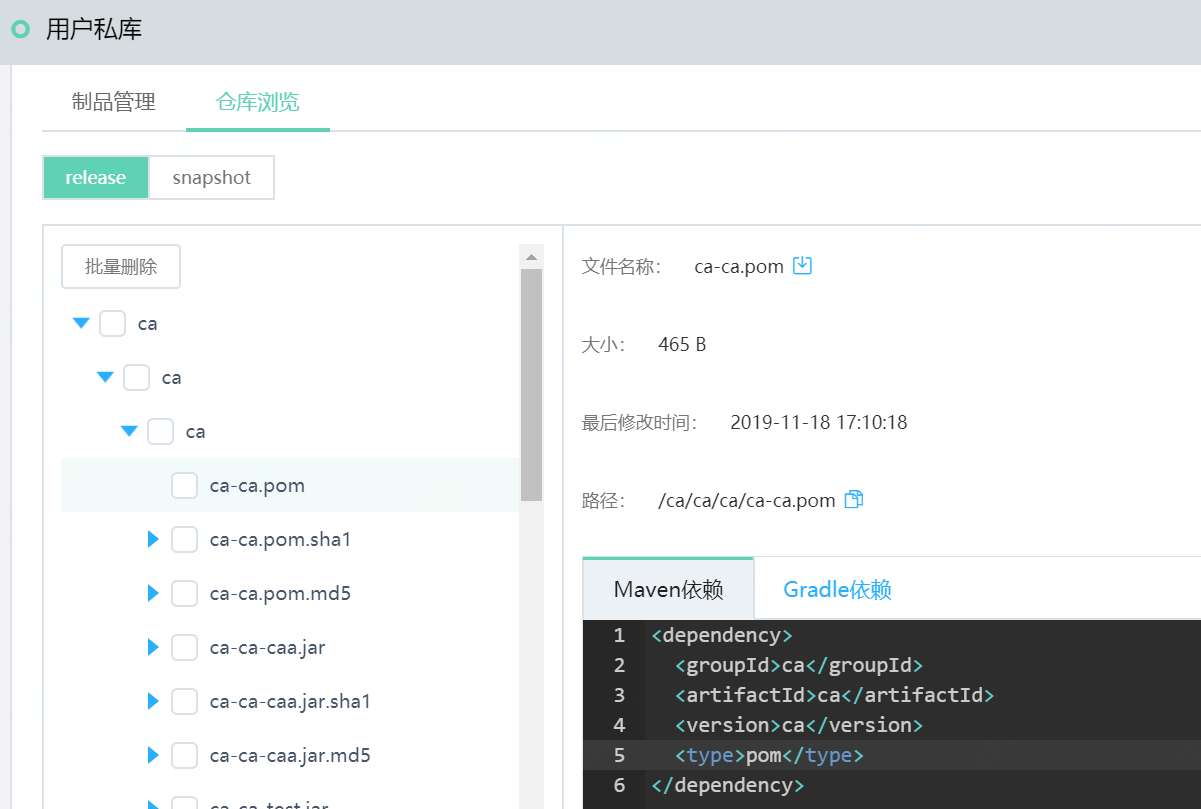 用户私库
制品管理 仓库浏览
release snapshot
批量删除
ca
ca
ca
ca-ca.pom
ca-ca.pom.sha1
ca-ca.pom.md5
ca-ca-caa.jar
ca-ca-caa.jar.sha1
ca-ca-caa.jar.md5
ca-ca-test.jar
文件名称： ca-ca.pom
大小： 465 B
最后修改时间： 2019-11-18 17:10:18
路径： /ca/ca/ca/ca-ca.pom
Maven依赖 Gradle依赖
1 <dependency>
2 <groupId>ca</groupId>
3 <artifactId>ca</artifactId>
4 <version>ca</version>
5 <type>pom</type>
6 </dependency>